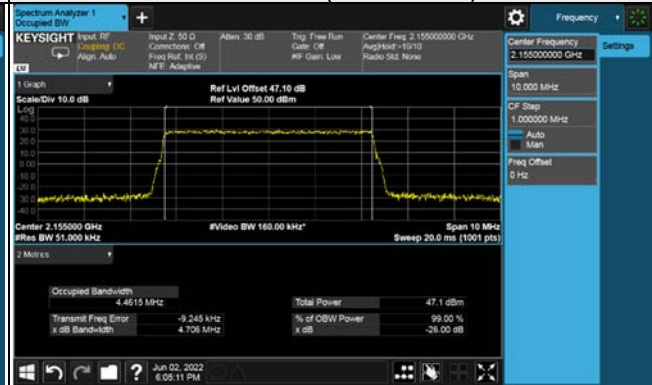 Spectrum Analyzer 1
Occupied BW
Frequency
KEYSIGHT
Input: RF
Coupling: DC
Align: Auto
Input Z: 50 Ω
Corrections: Off
Freq Ref: Int (S)
NFE: Adaptive
Atten: 30 dB
Trig: Free Run
Gate: Off
#IF Gain: Low
Center Freq: 2.155000000 GHz
Avg|Hold:>10/10
Radio Std: None
Center Frequency
2.155000000 GHz
Settings
Span
10.000 MHz
CF Step
1.000000 MHz
Auto
Man
Freq Offset
0 Hz
1 Graph
Scale/Div 10.0 dB
Ref Lvl Offset 47.10 dB
Ref Value 50.00 dBm
Log
40.0
30.0
20.0
10.0
0.00
-10.0
-20.0
-30.0
-40.0
Center 2.155000 GHz
#Res BW 51.000 kHz
#Video BW 160.00 kHz*
Span 10 MHz
Sweep 20.0 ms (1001 pts)
2 Metrics
Occupied Bandwidth
4.4615 MHz
Total Power
47.1 dBm
Transmit Freq Error
-9.245 kHz
% of OBW Power
99.00 %
x dB Bandwidth
4.706 MHz
x dB
-26.00 dB
Jun 02, 2022
6:05:11 PM